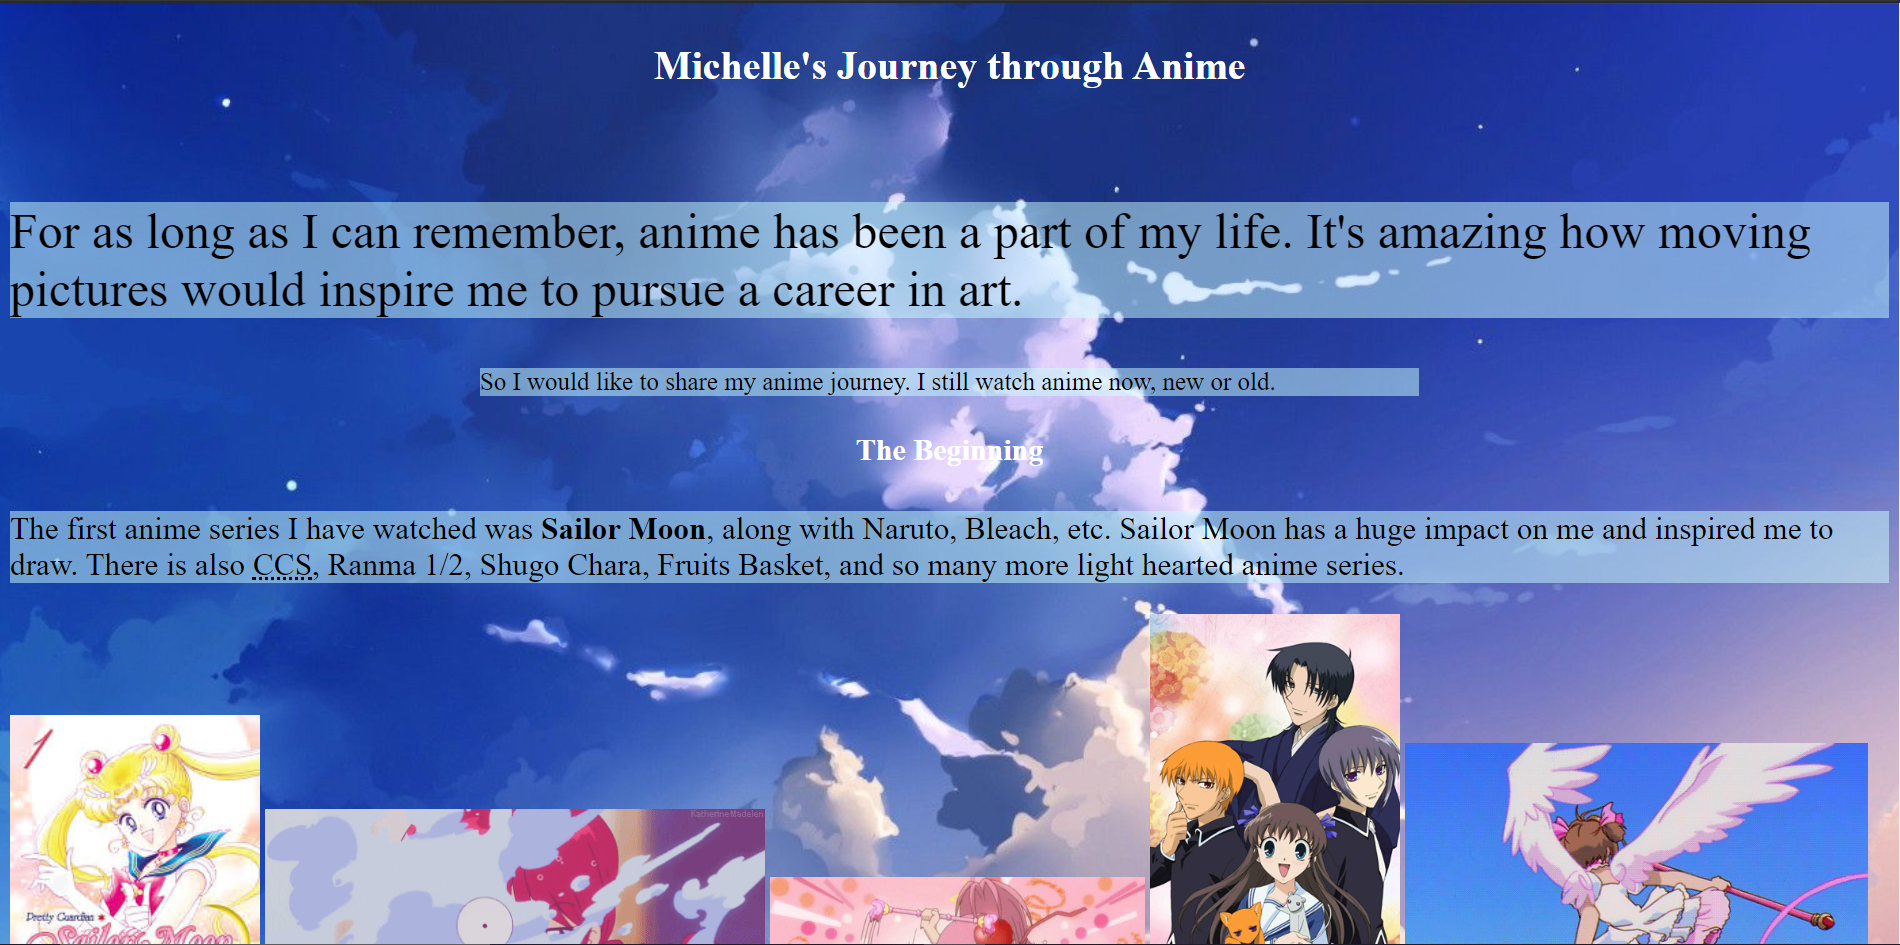 Michelle's Journey through Anime
For as long as I can remember, anime has been a part of my life. It's amazing how moving
pictures would inspire me to pursue a career in art.
So I would like to share my anime journey. I still watch anime now, new or old.
The Beginning
The first anime series I have watched was Sailor Moon, along with Naruto, Bleach, etc. Sailor Moon has a huge impact on me and inspired me to
draw. There is also CCS, Ranma 1/2, Shugo Chara, Fruits Basket, and so many more light hearted anime series.
1
KatherineMadelen
Pretty Guardian *
Sailor Moon